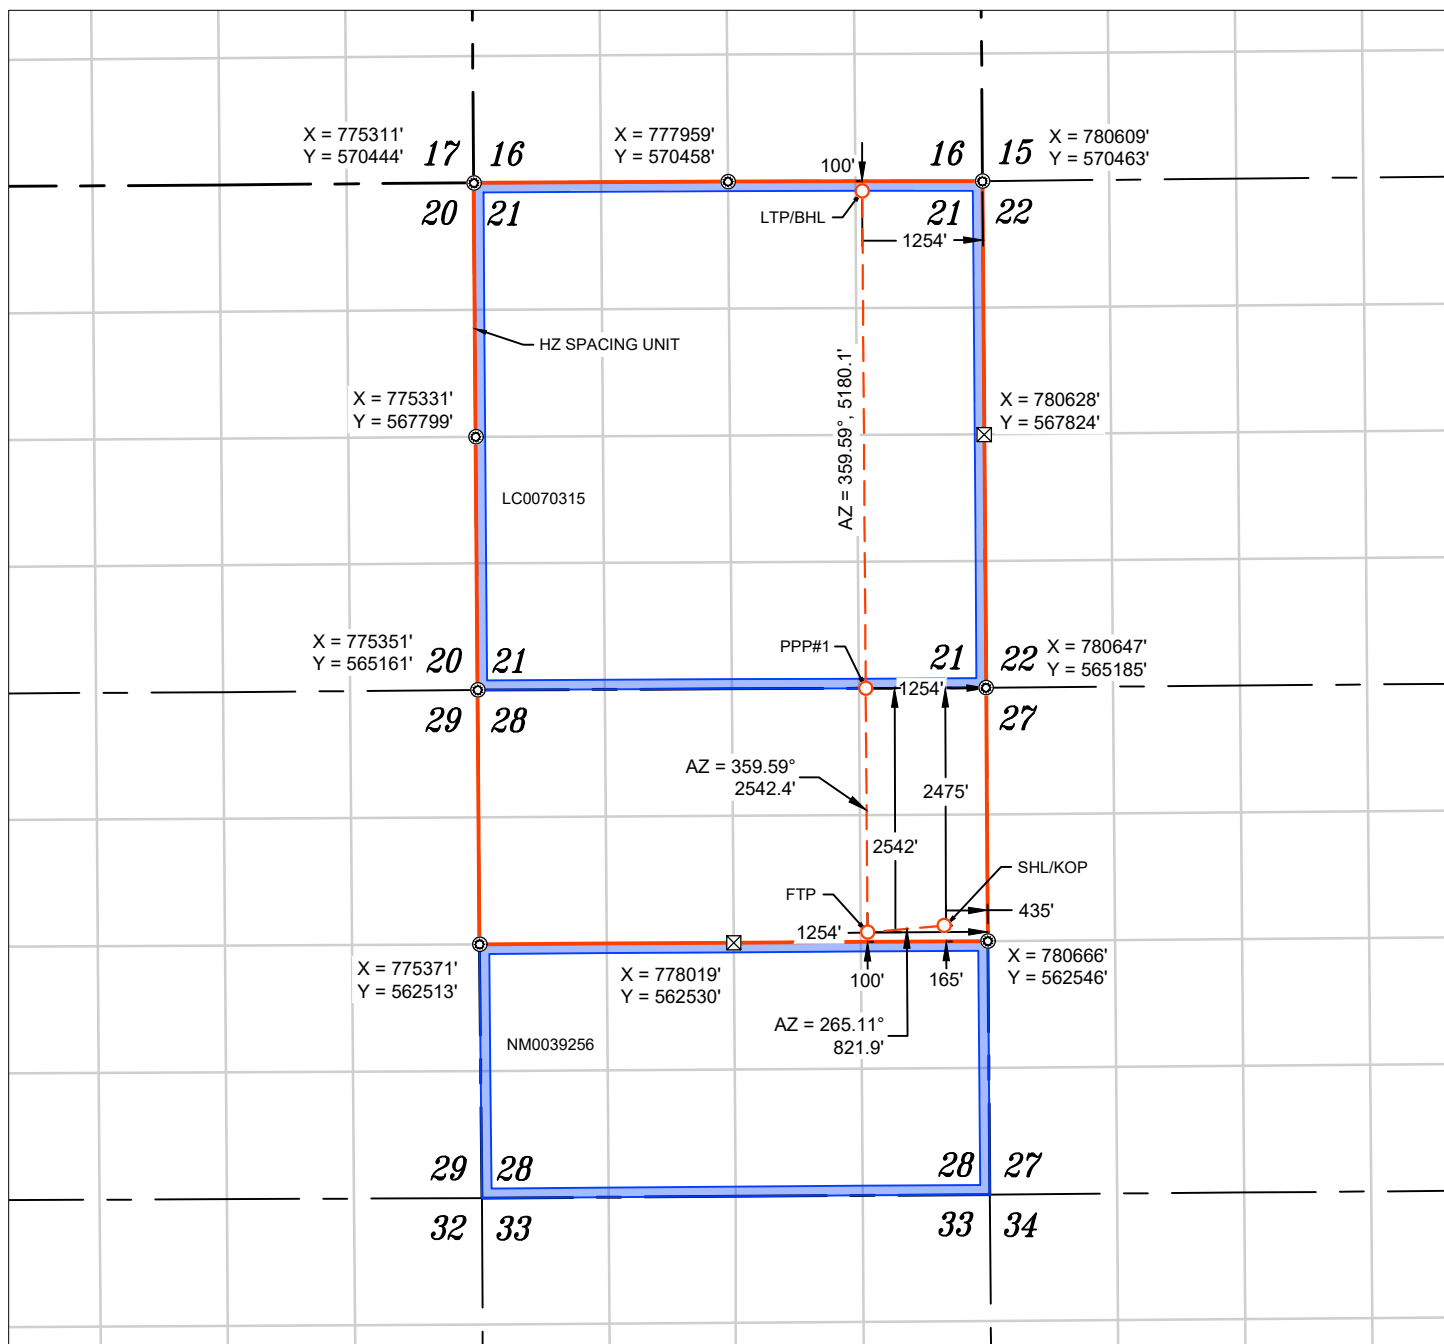 X = 775311'
Y = 570444'
17
16
X = 777959'
Y = 570458'
16
15
X = 780609'
Y = 570463'
100'
20
21
LTP/BHL
21
22
1254'
HZ SPACING UNIT
AZ = 359.59°, 5180.1'
X = 775331'
Y = 567799'
X = 780628'
Y = 567824'
LC0070315
X = 775351'
Y = 565161'
20
21
PPP#1
21
22
X = 780647'
Y = 565185'
1254'
29
28
27
AZ = 359.59°
2542.4'
2475'
2542'
SHL/KOP
FTP
435'
1254'
X = 775371'
Y = 562513'
X = 778019'
Y = 562530'
100'
165'
X = 780666'
Y = 562546'
AZ = 265.11°
821.9'
NM0039256
29
28
28
27
32
33
33
34